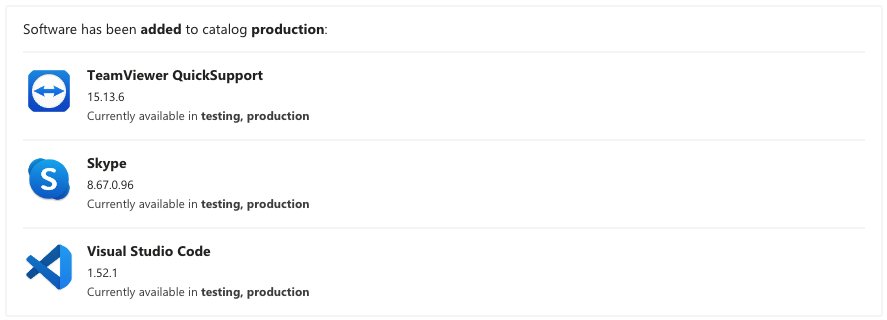 Software has been added to catalog production:
TeamViewer QuickSupport
15.13.6
Currently available in testing, production
S
Skype
8.67.0.96
Currently available in testing, production
Visual Studio Code
1.52.1
Currently available in testing, production